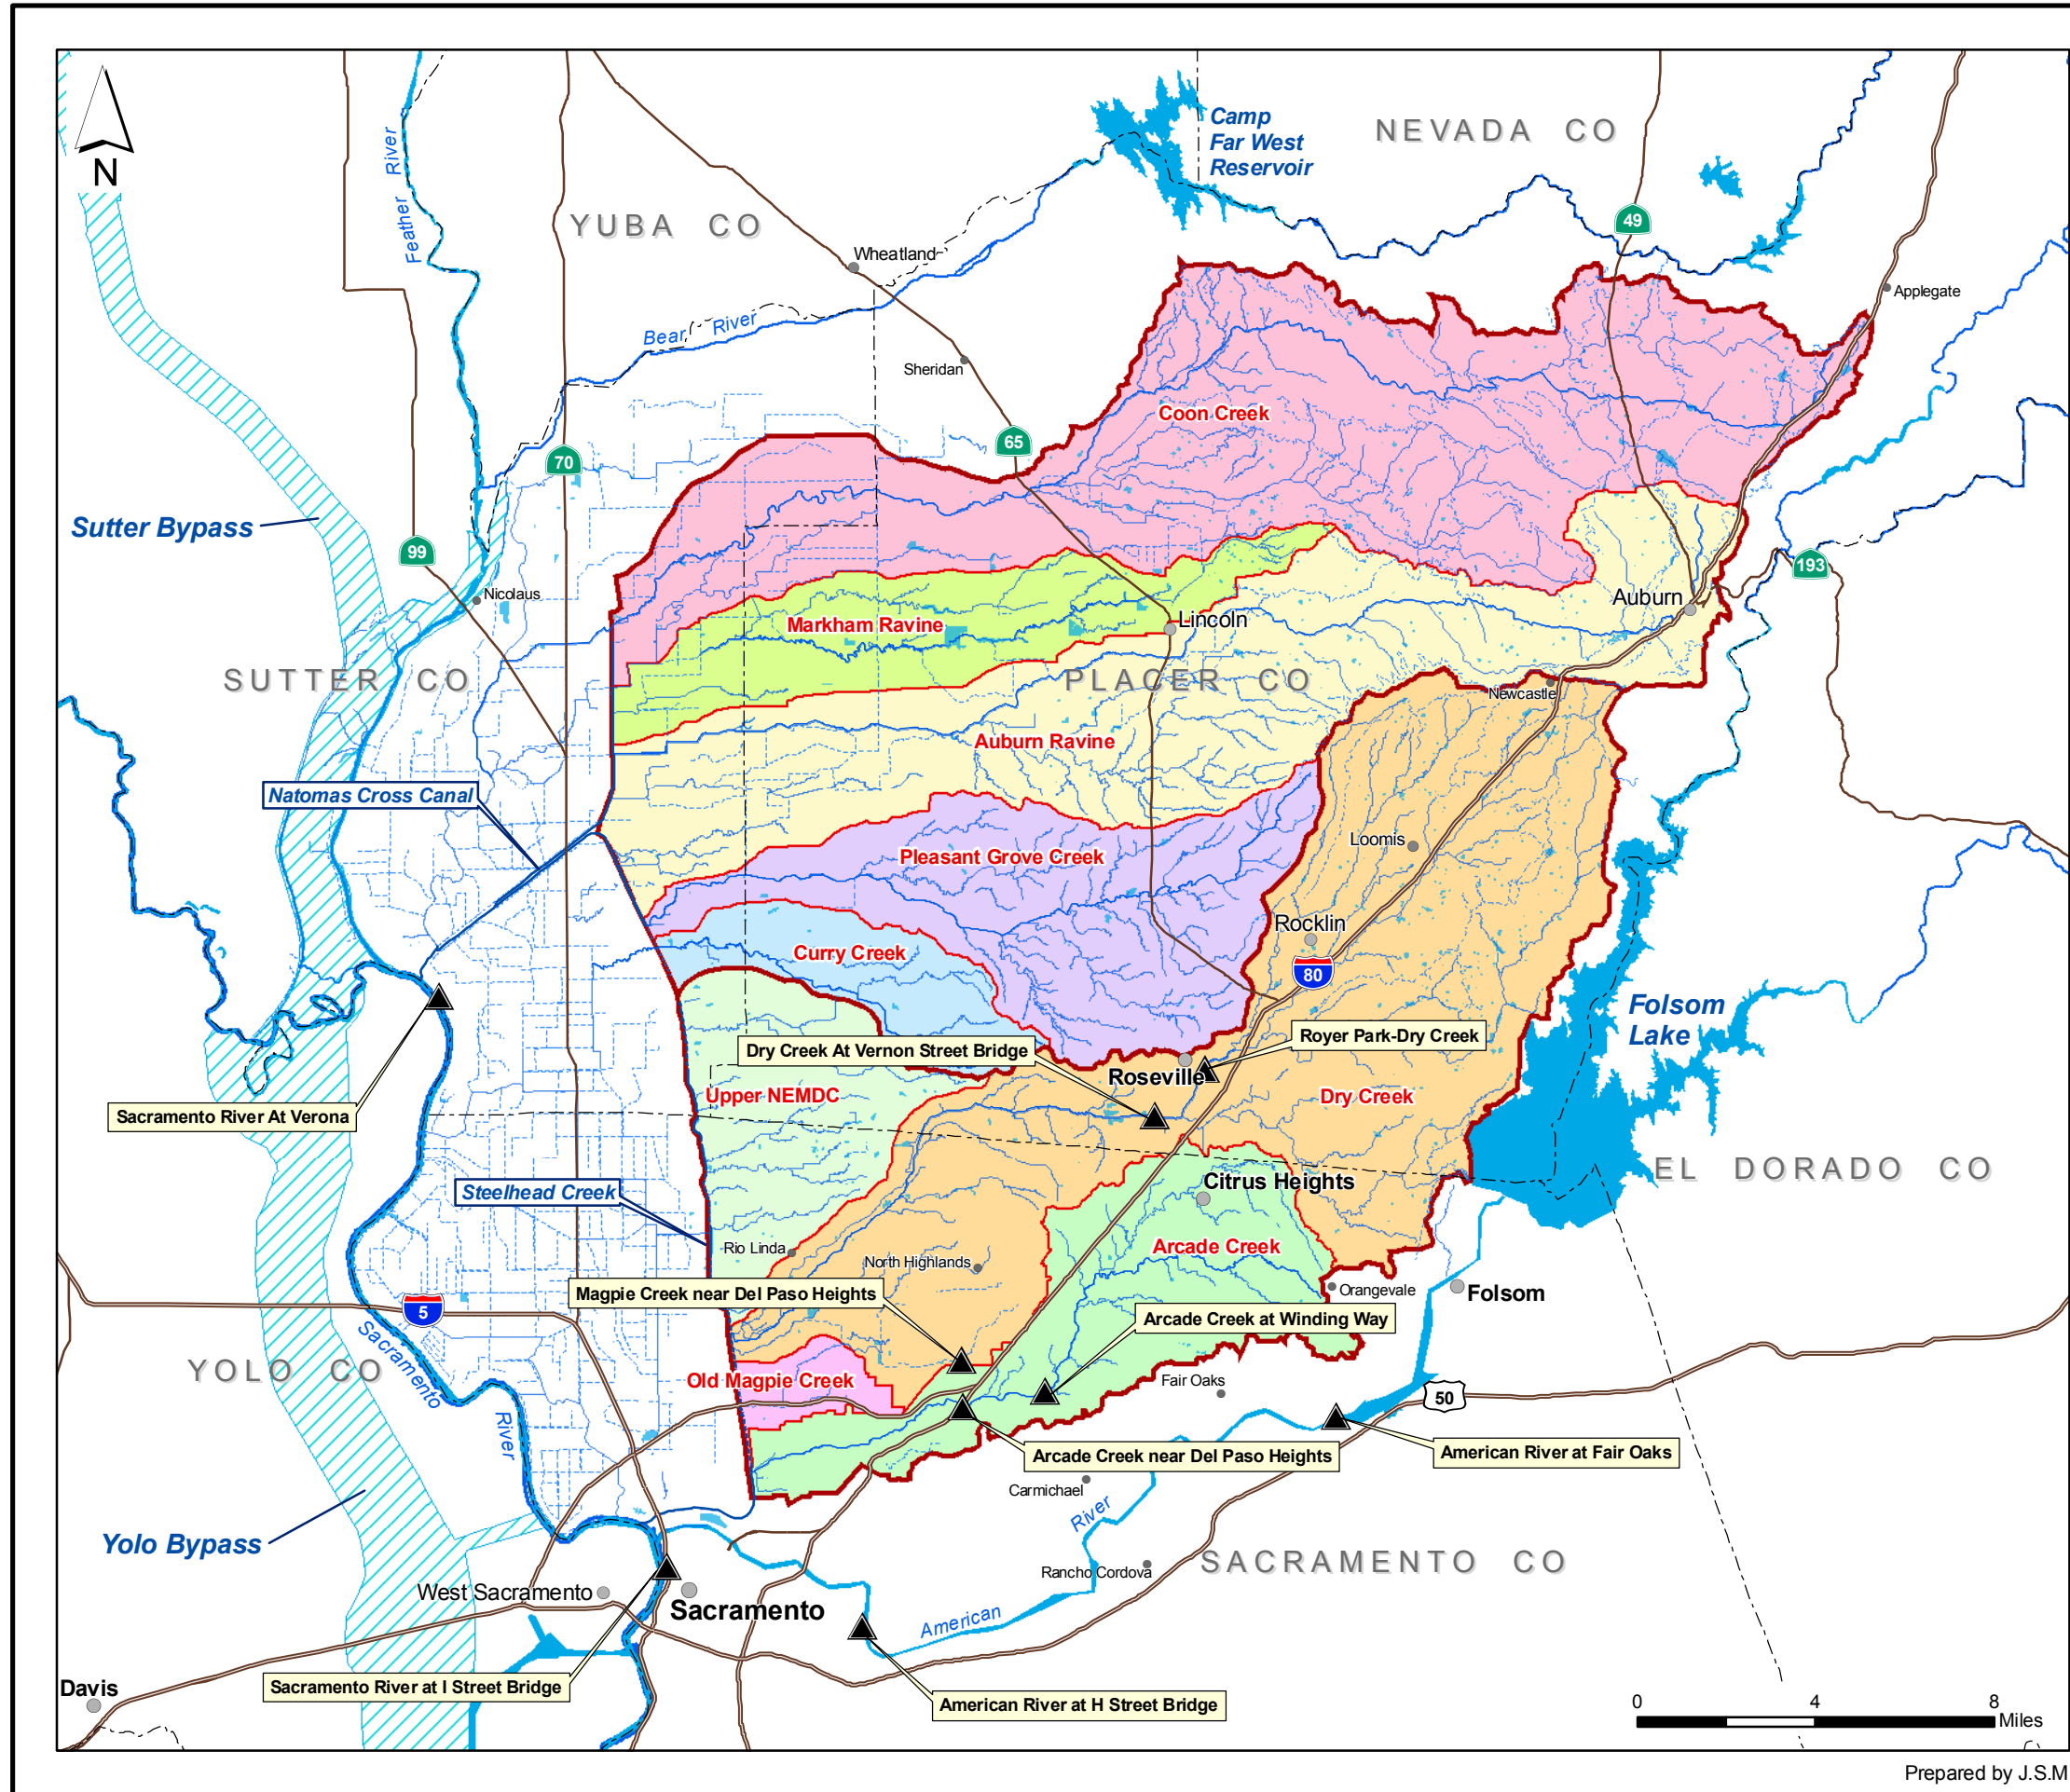 N
Feather River
YUBA CO
Camp
Far West
Reservoir
NEVADA CO
49
Wheatland
Applegate
Bear River
Sheridan
Coon Creek
65
70
Sutter Bypass
99
193
Nicolaus
Auburn
Markham Ravine
Lincoln
SUTTER CO
PLACER CO
Newcastle
Auburn Ravine
Natomas Cross Canal
Loomis
Pleasant Grove Creek
Rocklin
Curry Creek
80
Folsom
Lake
Royer Park-Dry Creek
Dry Creek At Vernon Street Bridge
Roseville
Upper NEMDC
Dry Creek
Sacramento River At Verona
EL DORADO CO
Citrus Heights
Steelhead Creek
Rio Linda
Arcade Creek
North Highlands
Orangevale
Folsom
Magpie Creek near Del Paso Heights
5
Arcade Creek at Winding Way
Sacramento River
YOLO CO
Old Magpie Creek
Fair Oaks
50
Arcade Creek near Del Paso Heights
American River at Fair Oaks
Carmichael
Yolo Bypass
American River
SACRAMENTO CO
Rancho Cordova
West Sacramento
Sacramento
Sacramento River at I Street Bridge
Davis
American River at H Street Bridge
0 4 8
Miles
Prepared by J.S.M